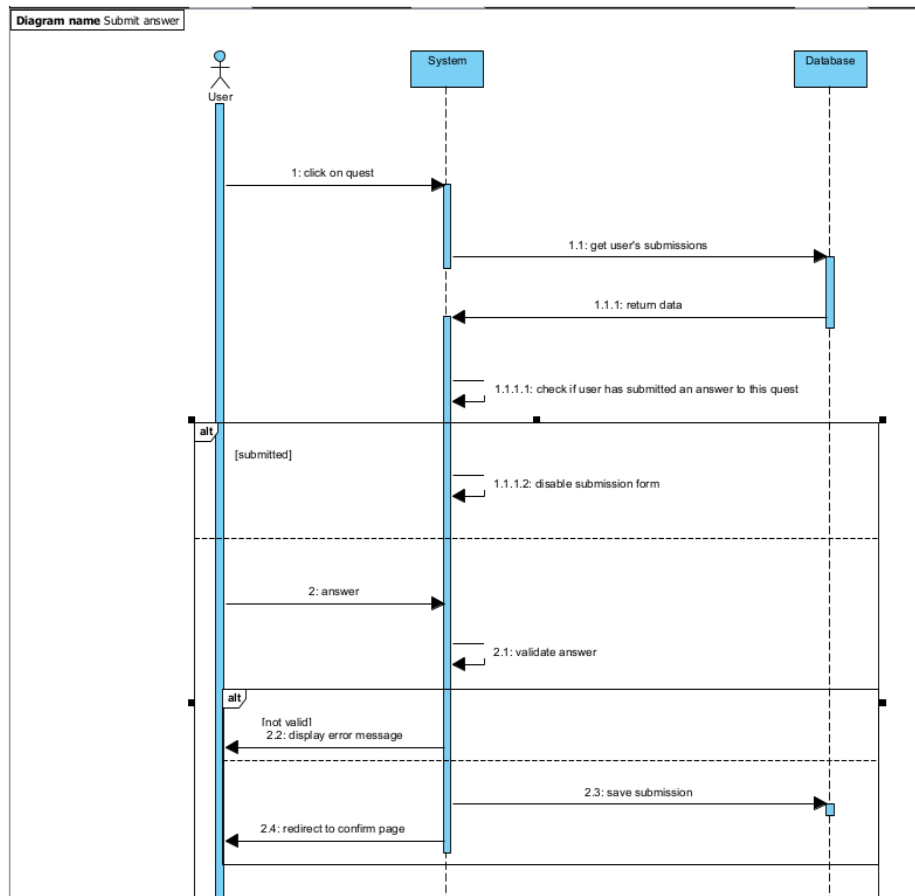 Diagram name Submit answer
System
Database
User
1: click on quest
1.1: get user's submissions
1.1.1: return data
1.1.1.1: check if user has submitted an answer to this quest
alt
[submitted]
1.1.1.2: disable submission form
2: answer
2.1: validate answer
alt
[not valid]
2.2: display error message
2.3: save submission
2.4: redirect to confirm page